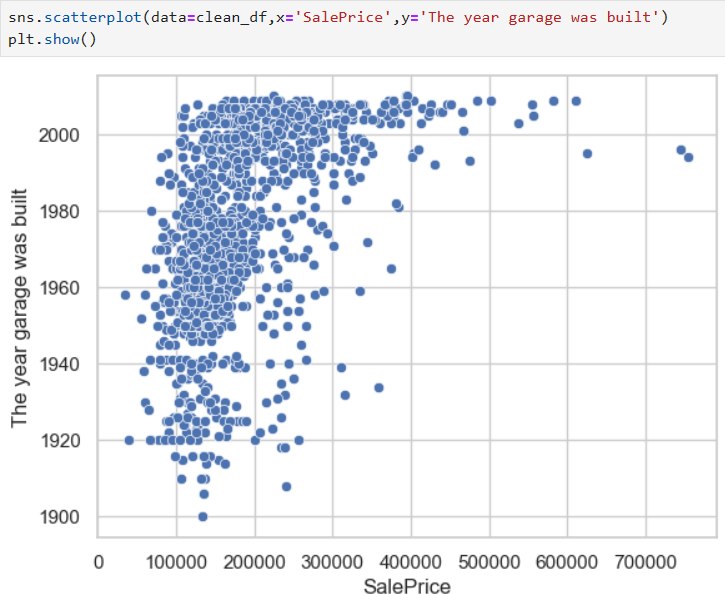 sns.scatterplot(data=clean_df,x='SalePrice',y='The year garage was built')
plt.show()
The year garage was built
2000
1980
1960
1940
1920
1900
0 100000 200000 300000 400000 500000 600000 700000
SalePrice